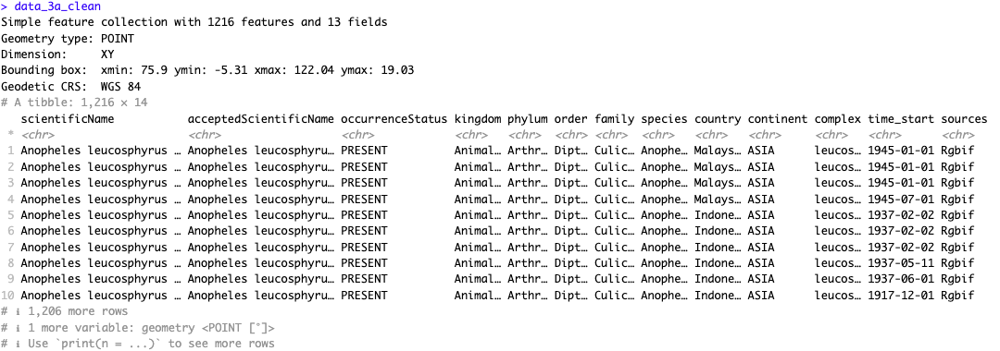 > data_3a_clean
Simple feature collection with 1216 features and 13 fields
Geometry type: POINT
Dimension:     XY
Bounding box:  xmin: 75.9 ymin: -5.31 xmax: 122.04 ymax: 19.03
Geodetic CRS:  WGS 84
# A tibble: 1,216 × 14
   scientificName          acceptedScientificName occurrenceStatus kingdom phylum order family species country continent complex time_start sources
 * <chr>                   <chr>                  <chr>            <chr>   <chr>  <chr> <chr>  <chr>   <chr>   <chr>     <chr>   <chr>      <chr>
 1 Anopheles leucosphyrus … Anopheles leucosphyru… PRESENT          Animal… Arthr… Dipt… Culic… Anophe… Malays… ASIA      leucos… 1945-01-01 Rgbif
 2 Anopheles leucosphyrus … Anopheles leucosphyru… PRESENT          Animal… Arthr… Dipt… Culic… Anophe… Malays… ASIA      leucos… 1945-01-01 Rgbif
 3 Anopheles leucosphyrus … Anopheles leucosphyru… PRESENT          Animal… Arthr… Dipt… Culic… Anophe… Malays… ASIA      leucos… 1945-01-01 Rgbif
 4 Anopheles leucosphyrus … Anopheles leucosphyru… PRESENT          Animal… Arthr… Dipt… Culic… Anophe… Malays… ASIA      leucos… 1945-07-01 Rgbif
 5 Anopheles leucosphyrus … Anopheles leucosphyru… PRESENT          Animal… Arthr… Dipt… Culic… Anophe… Indone… ASIA      leucos… 1937-02-02 Rgbif
 6 Anopheles leucosphyrus … Anopheles leucosphyru… PRESENT          Animal… Arthr… Dipt… Culic… Anophe… Indone… ASIA      leucos… 1937-02-02 Rgbif
 7 Anopheles leucosphyrus … Anopheles leucosphyru… PRESENT          Animal… Arthr… Dipt… Culic… Anophe… Indone… ASIA      leucos… 1937-02-02 Rgbif
 8 Anopheles leucosphyrus … Anopheles leucosphyru… PRESENT          Animal… Arthr… Dipt… Culic… Anophe… Indone… ASIA      leucos… 1937-05-11 Rgbif
 9 Anopheles leucosphyrus … Anopheles leucosphyru… PRESENT          Animal… Arthr… Dipt… Culic… Anophe… Indone… ASIA      leucos… 1937-06-01 Rgbif
10 Anopheles leucosphyrus … Anopheles leucosphyru… PRESENT          Animal… Arthr… Dipt… Culic… Anophe… Indone… ASIA      leucos… 1917-12-01 Rgbif
# ℹ 1,206 more rows
# ℹ 1 more variable: geometry <POINT [°]>
# ℹ Use `print(n = ...)` to see more rows